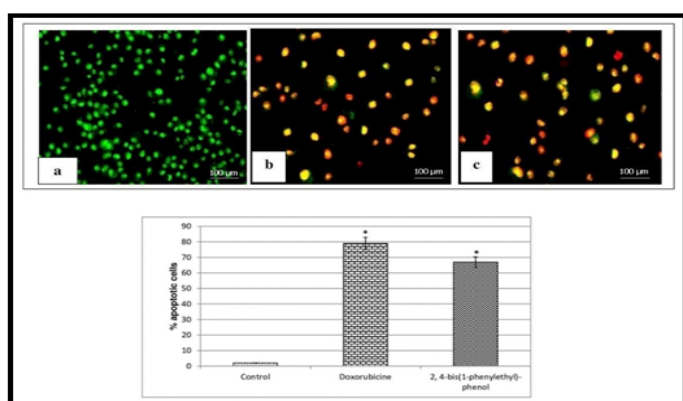 a
100 µm
b
100 µm
c
100 µm
% apoptotic cells
90
80
70
60
50
40
30
20
10
0
*
*
Control
Doxorubicine
2, 4-bis(1-phenylethyl)-
phenol